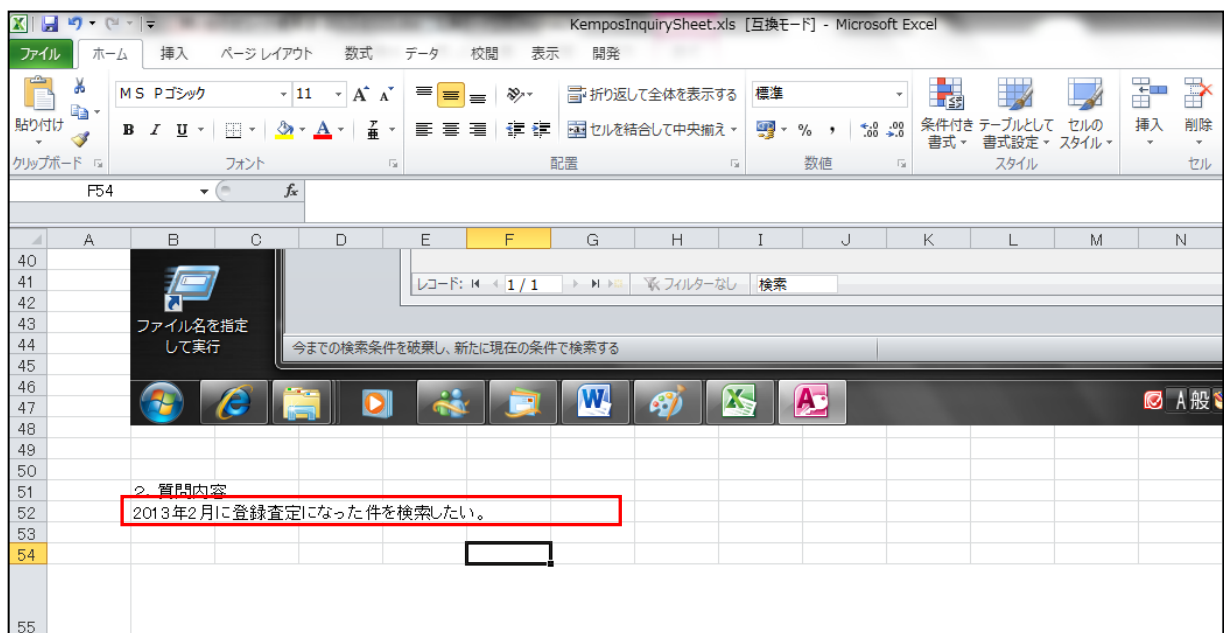 KemposInquirySheet.xls [互換モード] - Microsoft Excel
ファイル ホーム 挿入 ページ レイアウト 数式 データ 校閲 表示 開発
MS Pゴシック 11 A A 折り返して全体を表示する 標準
貼り付け B I U A セルを結合して中央揃え % , 条件付き書式 テーブルとして書式設定 セルのスタイル 挿入 削除
クリップボード フォント 配置 数値 スタイル セル
F54 fx
A B C D E F G H I J K L M N
40
41 レコード: 1 / 1 フィルターなし 検索
42
43 ファイル名を指定
44 して実行 今までの検索条件を破棄し、新たに現在の条件で検索する
45
46
47 A 般
48
49
50
51 2. 質問内容
52 2013年2月に登録査定になった件を検索したい。
53
54
55